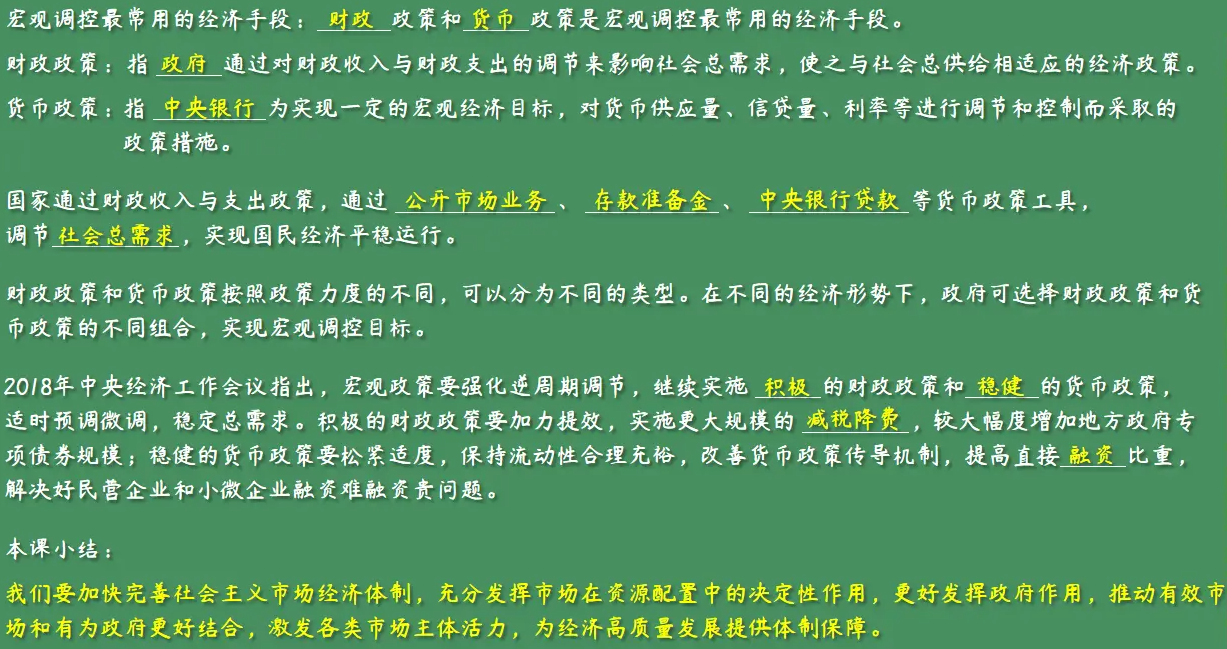 宏观调控最常用的经济手段：财政 政策和 货币 政策是宏观调控最常用的经济手段。
财政政策：指 政府 通过对财政收入与财政支出的调节来影响社会总需求，使之与社会总供给相适应的经济政策。
货币政策：指 中央银行 为实现一定的宏观经济目标，对货币供应量、信贷量、利率等进行调节和控制而采取的
政策措施。
国家通过财政收入与支出政策，通过 公开市场业务 、 存款准备金 、 中央银行贷款 等货币政策工具，
调节 社会总需求 ，实现国民经济平稳运行。
财政政策和货币政策按照政策力度的不同，可以分为不同的类型。在不同的经济形势下，政府可选择财政政策和货
币政策的不同组合，实现宏观调控目标。
2018年中央经济工作会议指出，宏观政策要强化逆周期调节，继续实施 积极 的财政政策和 稳健 的货币政策，
适时预调微调，稳定总需求。积极的财政政策要加力提效，实施更大规模的 减税降费 ，较大幅度增加地方政府专
项债券规模；稳健的货币政策要松紧适度，保持流动性合理充裕，改善货币政策传导机制，提高直接 融资 比重，
解决好民营企业和小微企业融资难融资贵问题。
本课小结：
我们要加快完善社会主义市场经济体制，充分发挥市场在资源配置中的决定性作用，更好发挥政府作用，推动有效市
场和有为政府更好结合，激发各类市场主体活力，为经济高质量发展提供体制保障。